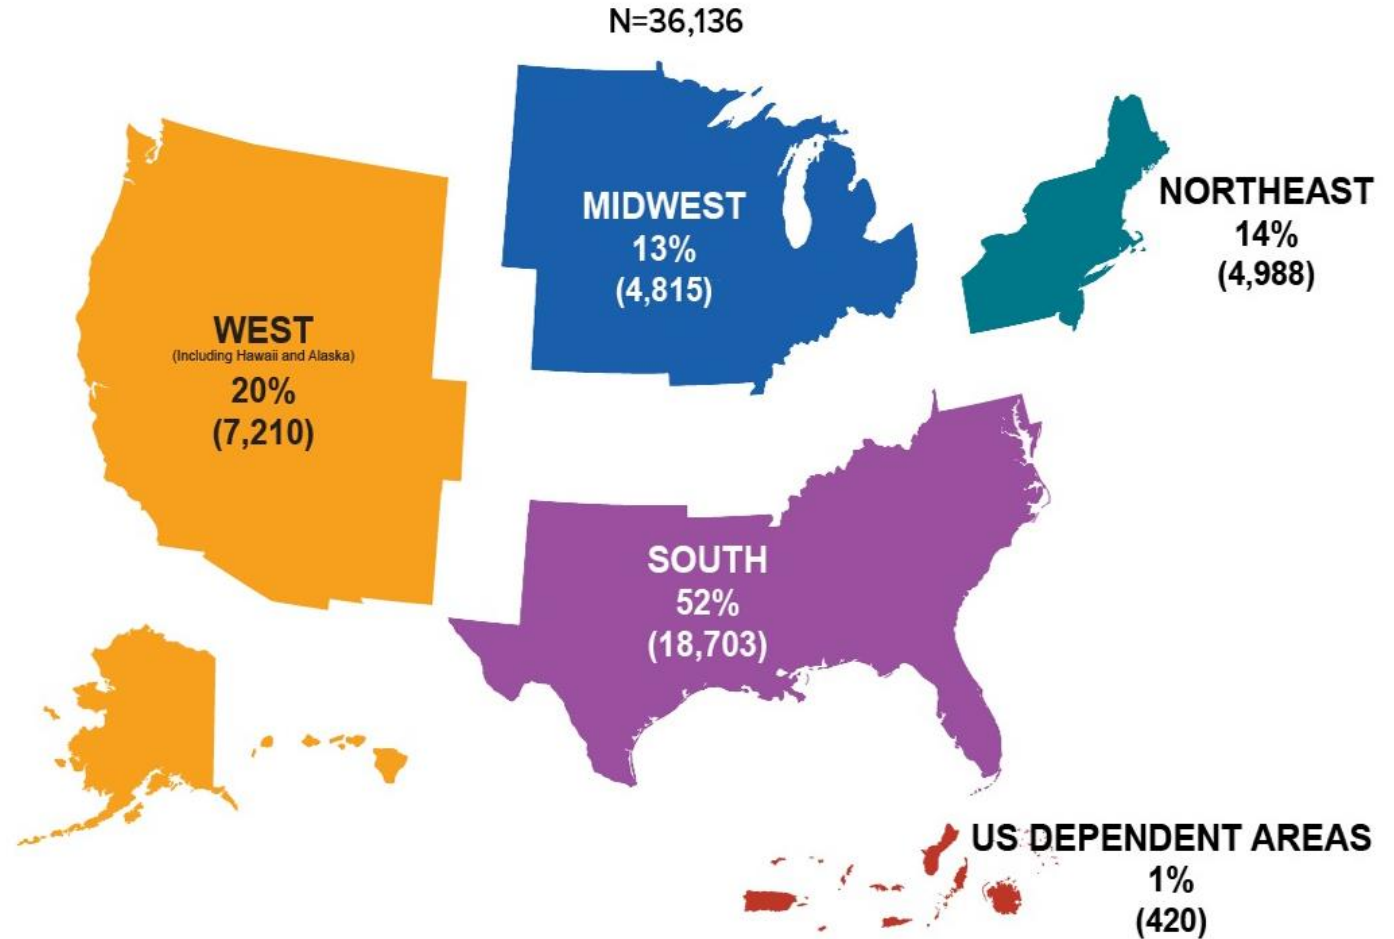 N=36,136
MIDWEST
13%
(4,815)
NORTHEAST
14%
(4,988)
WEST
(Including Hawaii and Alaska)
20%
(7,210)
SOUTH
52%
(18,703)
US DEPENDENT AREAS
1%
(420)